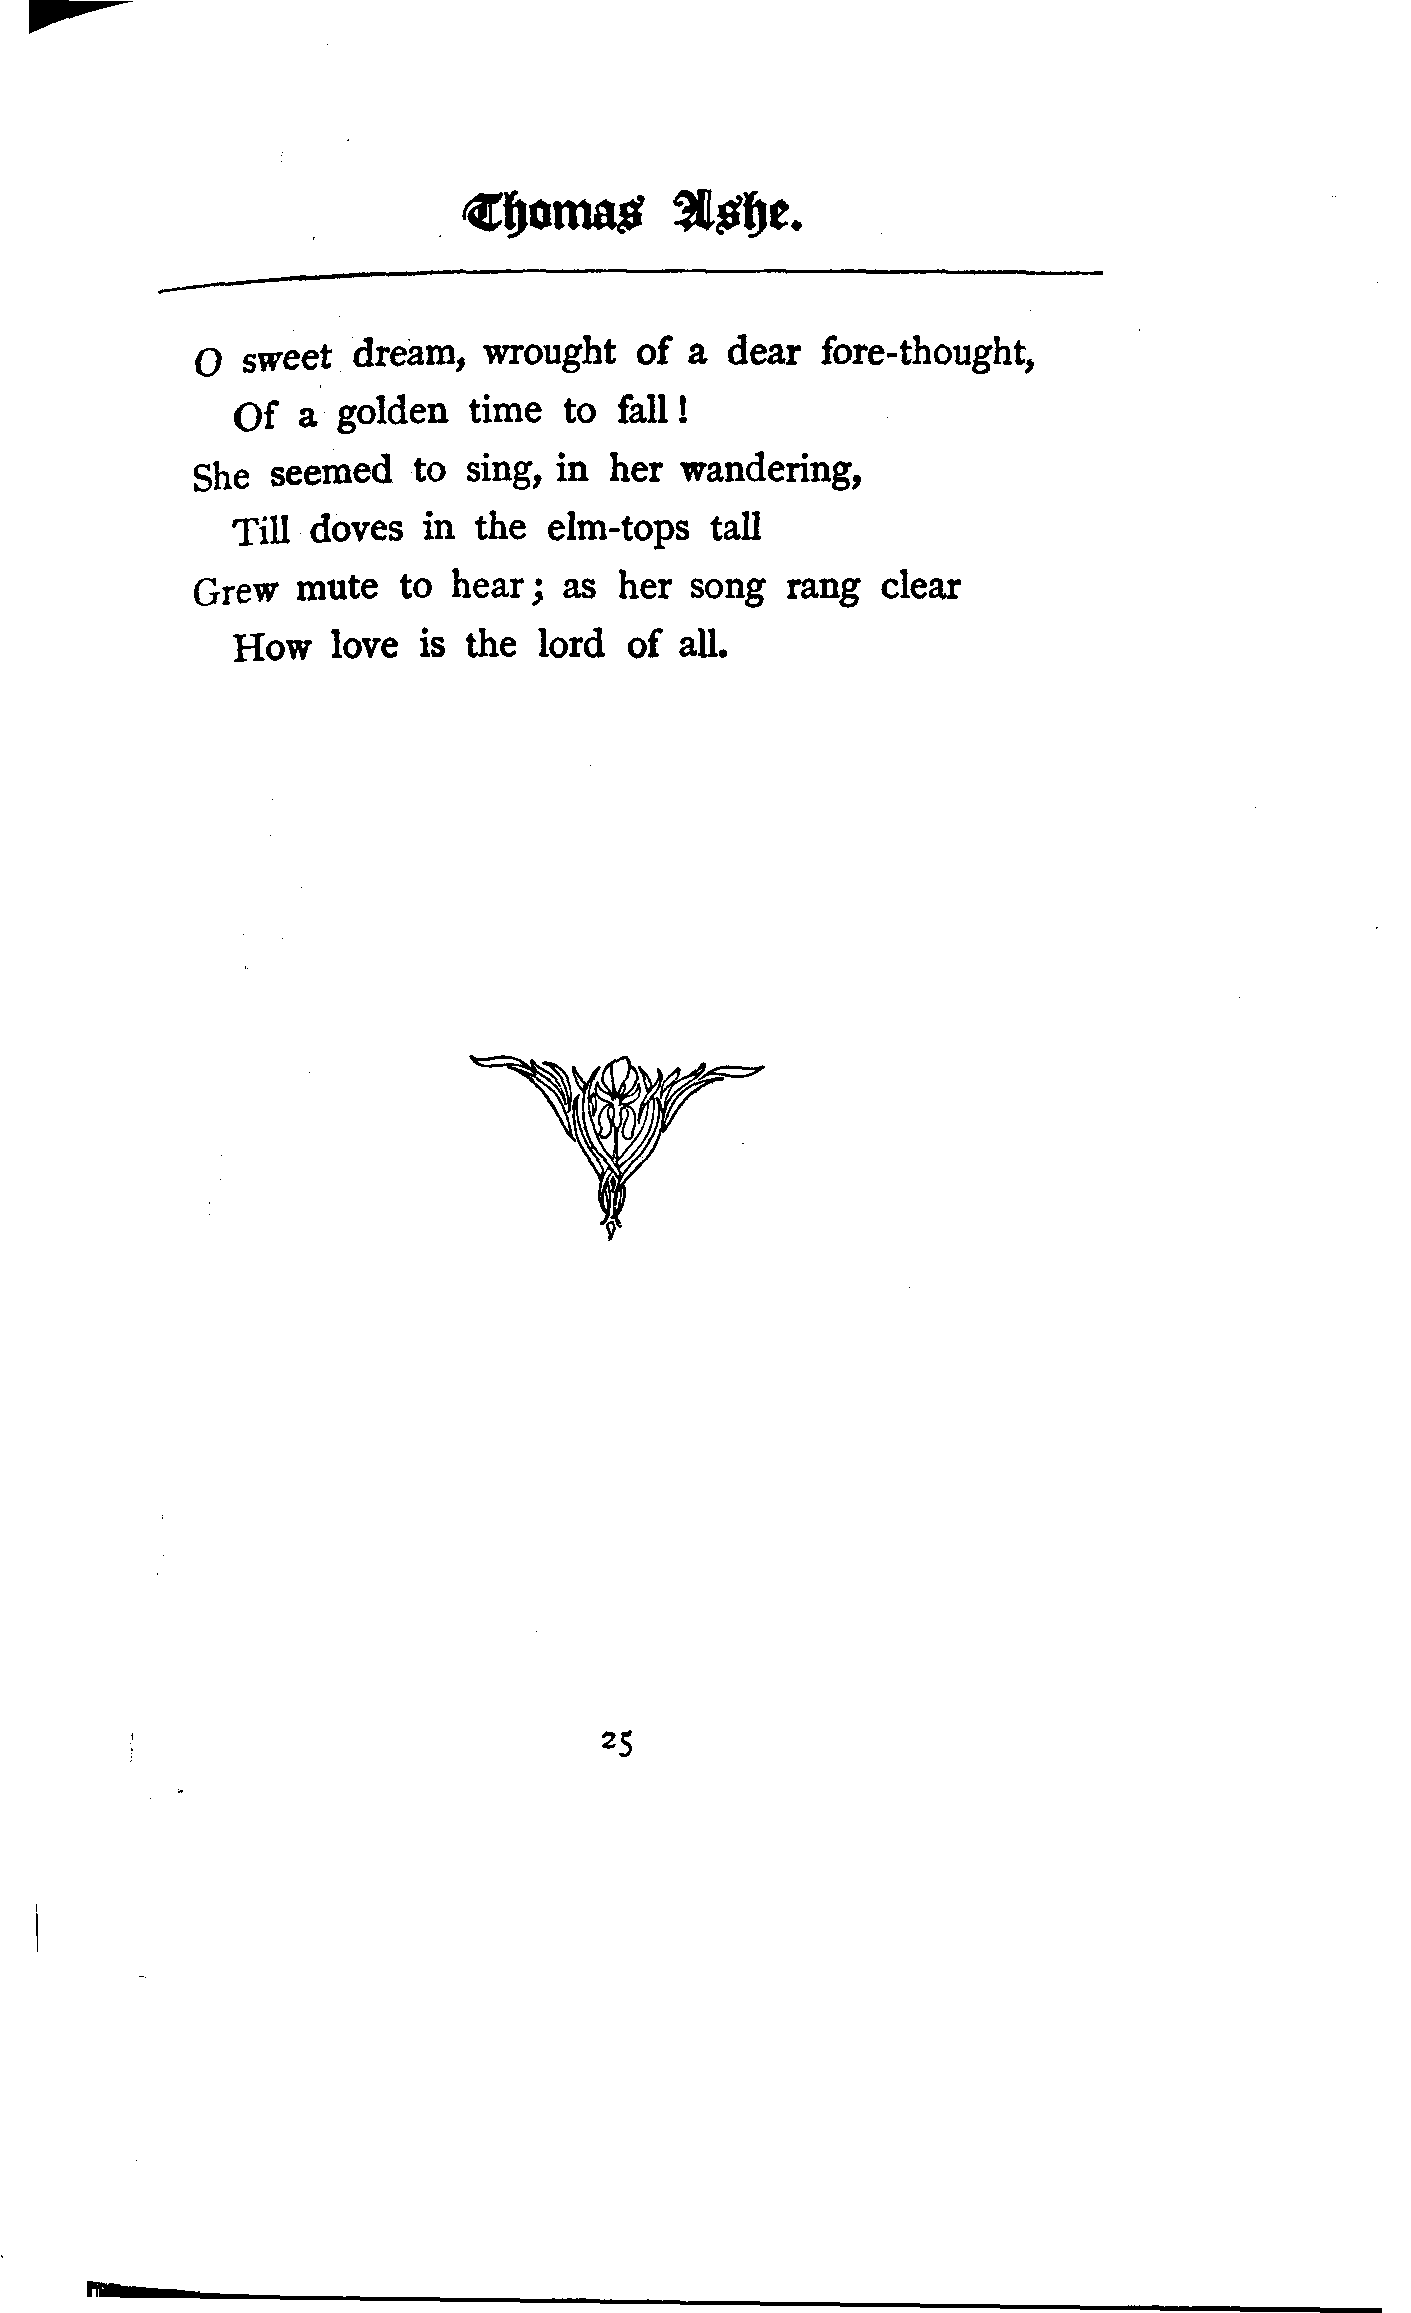 Thomas Ashe.
O sweet dream, wrought of a dear fore-thought,
Of a golden time to fall!
She seemed to sing, in her wandering,
Till doves in the elm-tops tall
Grew mute to hear; as her song rang clear
How love is the lord of all.
25